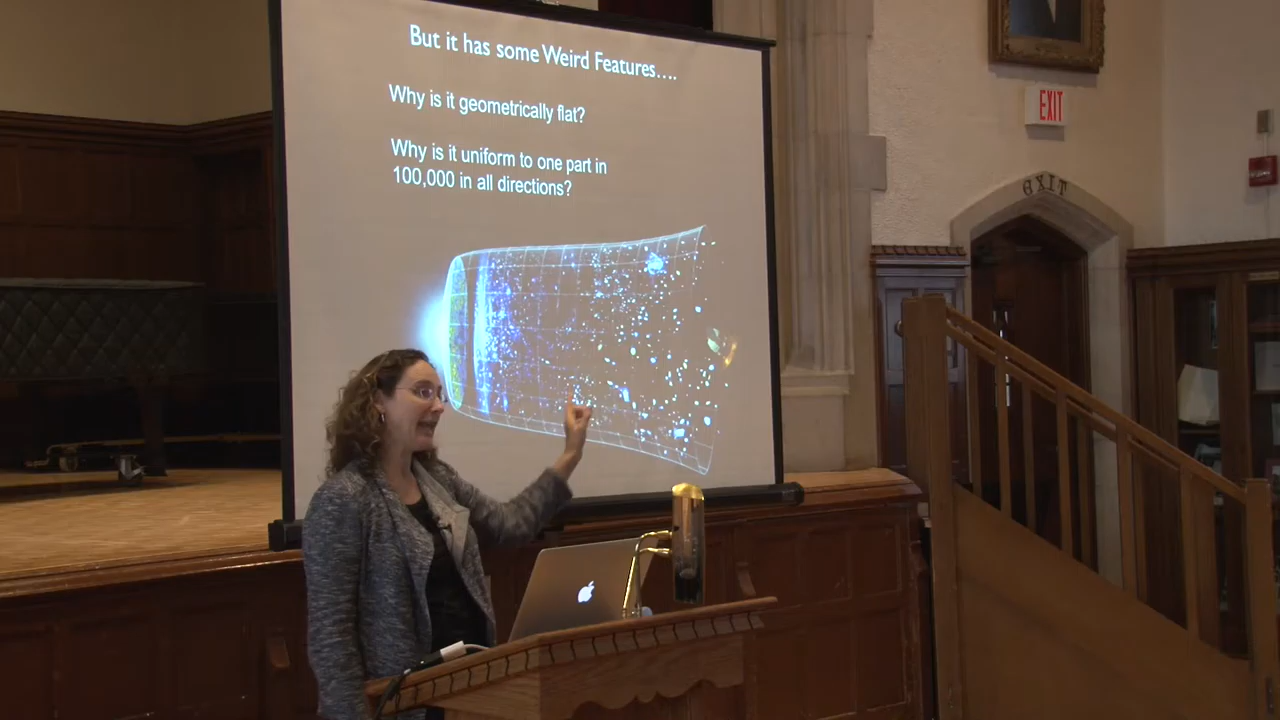 But it has some Weird Features....
Why is it geometrically flat?
Why is it uniform to one part in
100,000 in all directions?
EXIT
EXIT